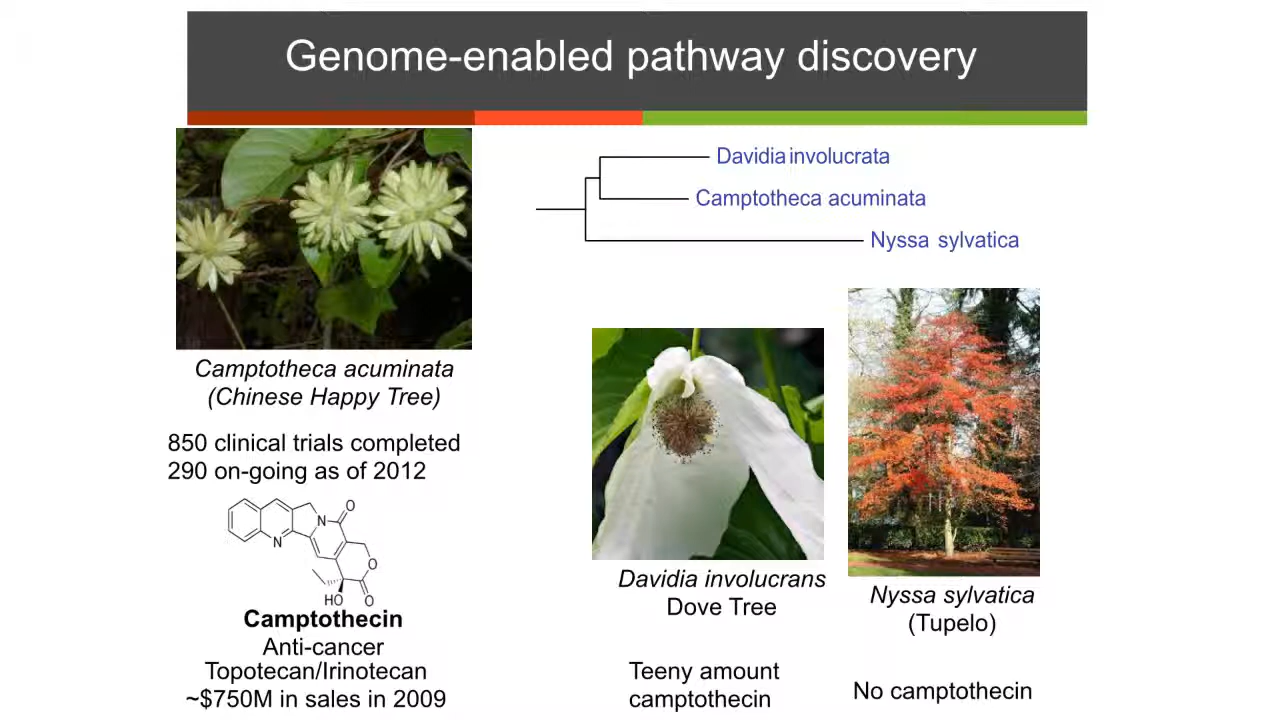 Genome-enabled pathway discovery
Davidia involucrata
Camptotheca acuminata
Nyssa sylvatica
Camptotheca acuminata
(Chinese Happy Tree)
850 clinical trials completed
290 on-going as of 2012
N
O
N
O
HO
O
Camptothecin
Anti-cancer
Topotecan/Irinotecan
~$750M in sales in 2009
Davidia involucrans
Dove Tree
Teeny amount
camptothecin
Nyssa sylvatica
(Tupelo)
No camptothecin